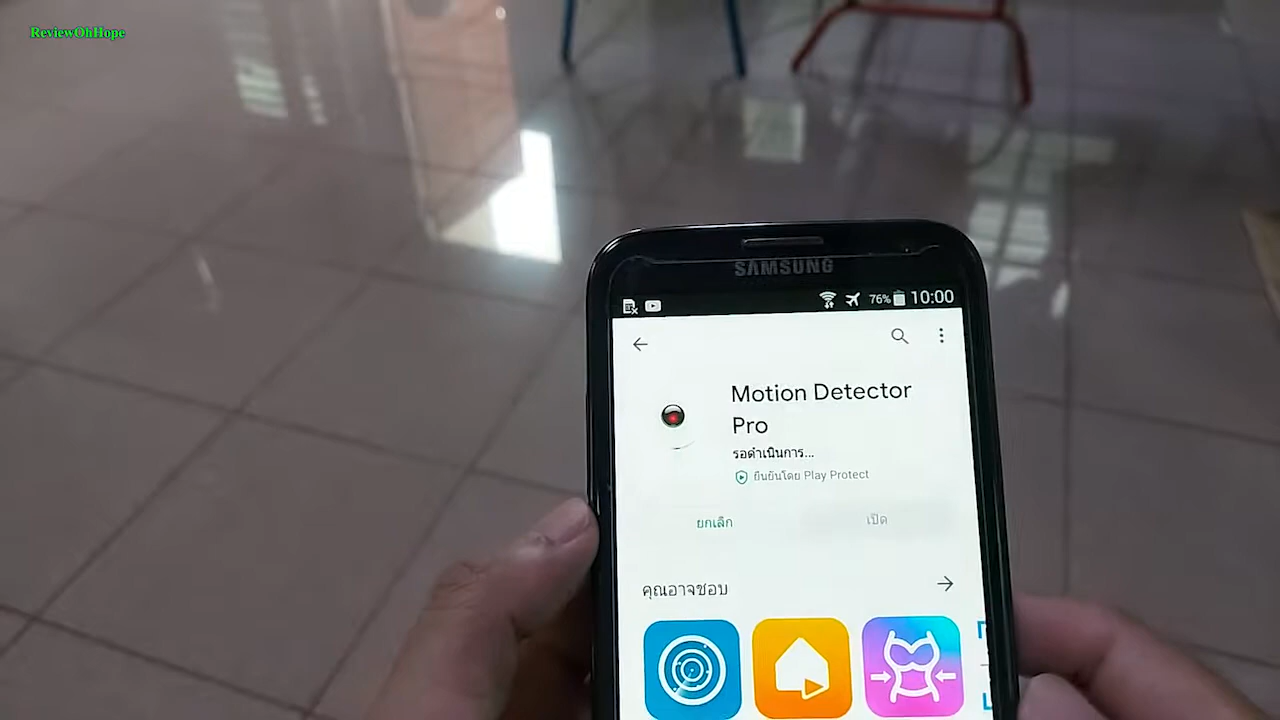 ReviewOhHope
SAMSUNG
76% 10:00
Motion Detector
Pro
รอดำเนินการ...
ยืนยันโดย Play Protect
ยกเลิก
เปิด
คุณอาจชอบ